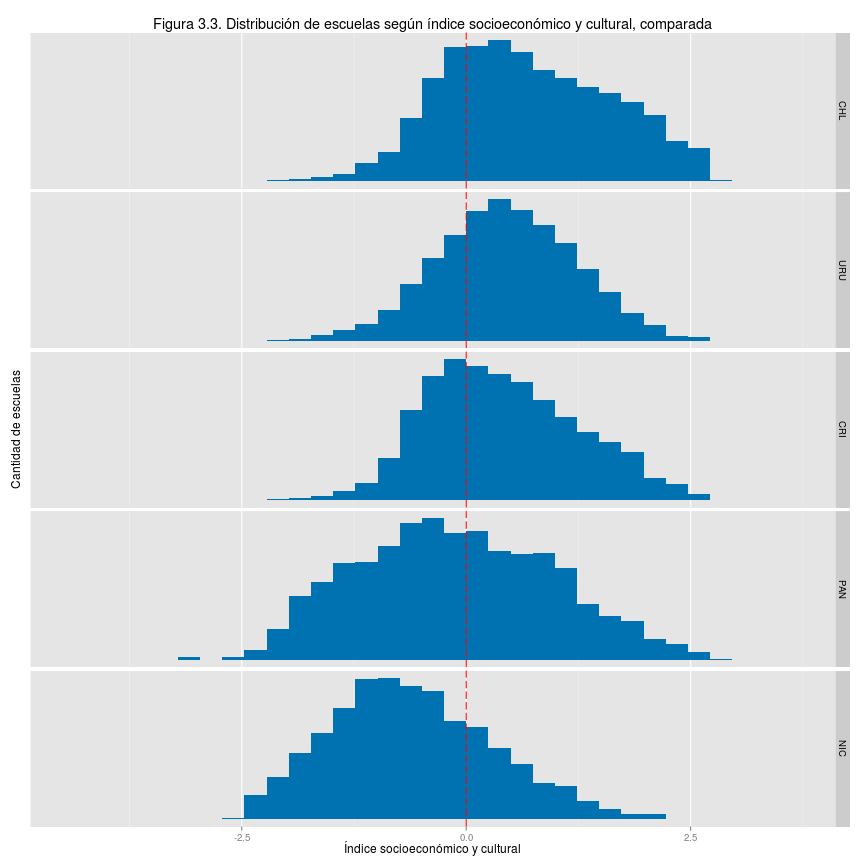 Figura 3.3. Distribución de escuelas según índice socioeconómico y cultural, comparada
CHL
URU
CRI
PAN
NIC
Cantidad de escuelas
-2.5
0.0
2.5
Índice socioeconómico y cultural